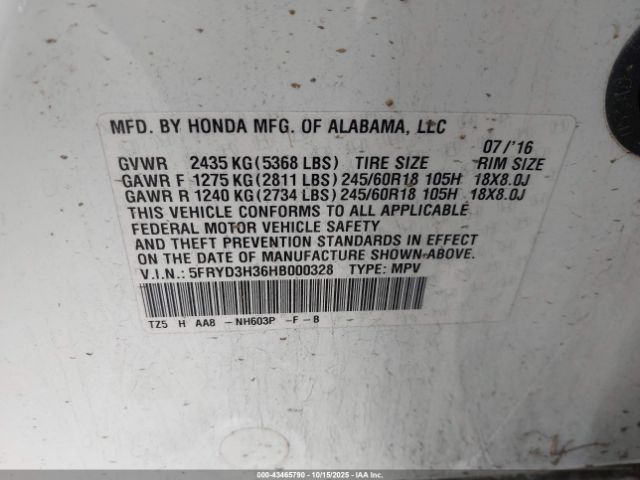 MFD. BY HONDA MFG. OF ALABAMA, LLC
07/'16
GVWR 2435 KG(5368 LBS) TIRE SIZE RIM SIZE
GAWR F 1275 KG(2811 LBS) 245/60R18 105H 18X8.0J
GAWR R 1240 KG(2734 LBS) 245/60R18 105H 18X8.0J
THIS VEHICLE CONFORMS TO ALL APPLICABLE
FEDERAL MOTOR VEHICLE SAFETY
AND THEFT PREVENTION STANDARDS IN EFFECT
ON THE DATE OF MANUFACTURE SHOWN ABOVE.
V.I.N.: 5FRYD3H36HB000328 TYPE: MPV
TZ5 H AA8 -NH603P -F-B
000-43465790 - 10/15/2025 - IAAI.COM